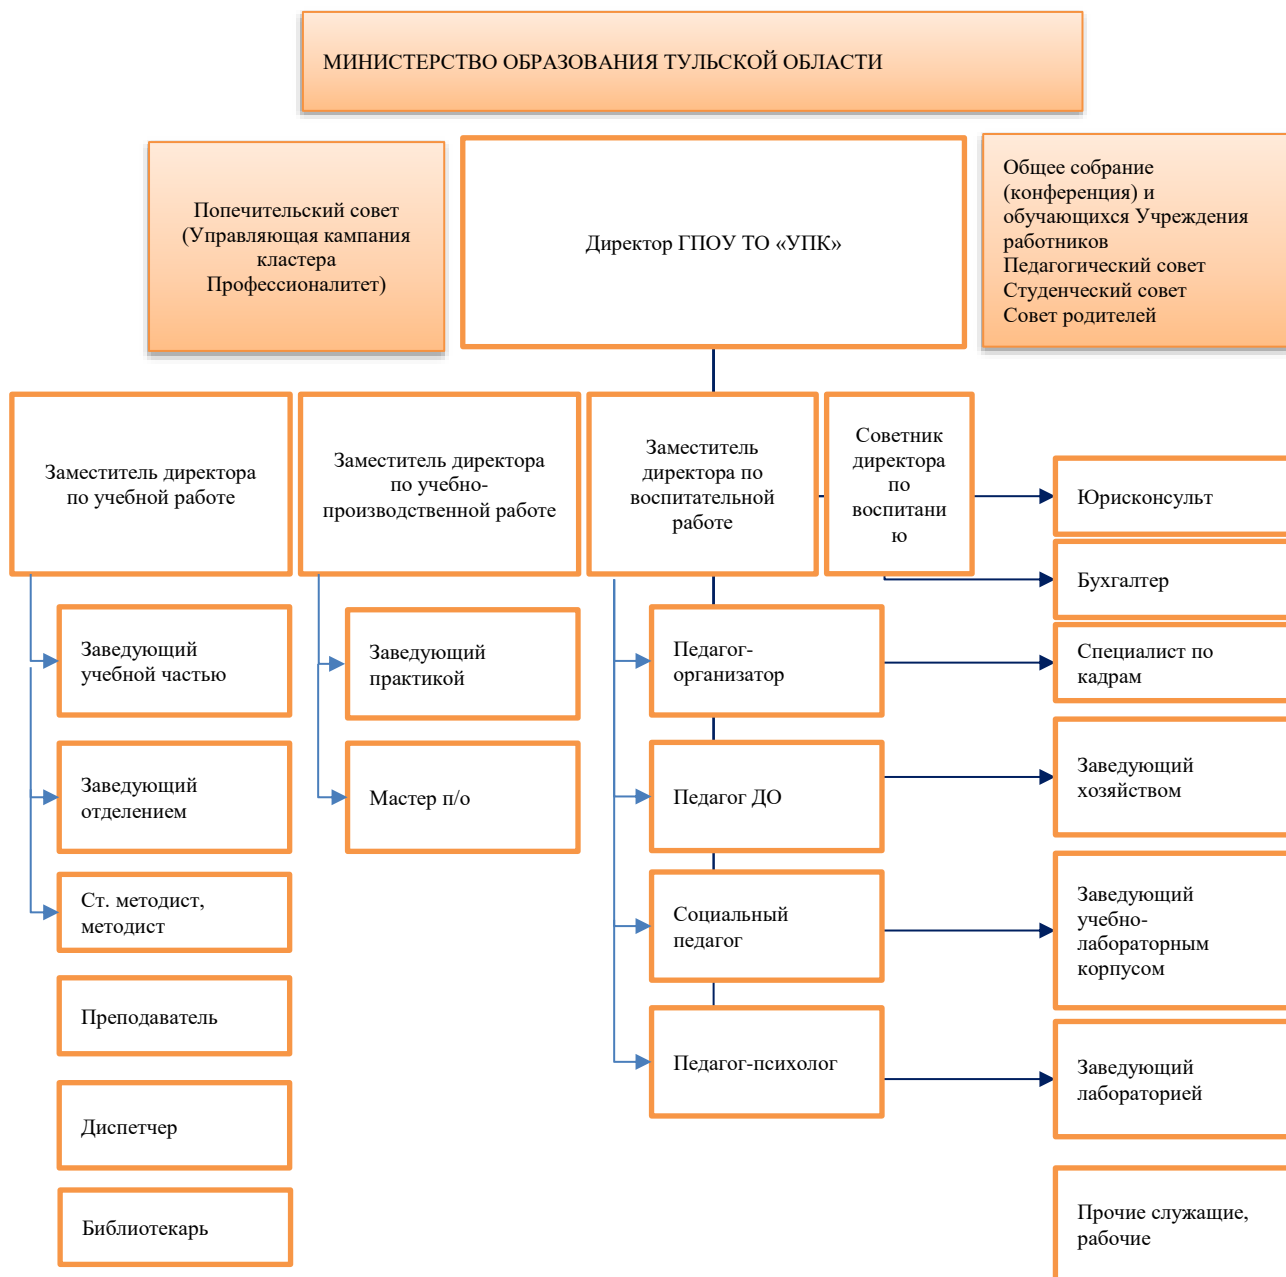 МИНИСТЕРСТВО ОБРАЗОВАНИЯ ТУЛЬСКОЙ ОБЛАСТИ
Попечительский совет
(Управляющая кампания
кластера
Профессионалитет)
Директор ГПОУ ТО «УПК»
Общее собрание
(конференция) и
обучающихся Учреждения
работников
Педагогический совет
Студенческий совет
Совет родителей
Заместитель директора
по учебной работе
Заместитель директора
по учебно-
производственной работе
Заместитель
директора по
воспитательной
работе
Советник
директора
по
воспитани
ю
Юрисконсульт
Бухгалтер
Заведующий
учебной частью
Заведующий
практикой
Педагог-
организатор
Специалист по
кадрам
Заведующий
отделением
Мастер п/о
Педагог ДО
Заведующий
хозяйством
Ст. методист,
методист
Социальный
педагог
Заведующий
учебно-
лабораторным
корпусом
Преподаватель
Педагог-психолог
Заведующий
лабораторией
Диспетчер
Библиотекарь
Прочие служащие,
рабочие